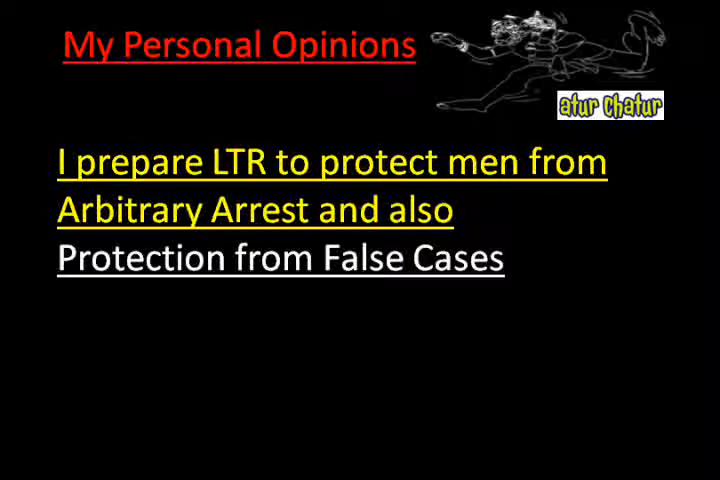 My Personal Opinions
atur chatur
I prepare LTR to protect men from
Arbitrary Arrest and also
Protection from False Cases